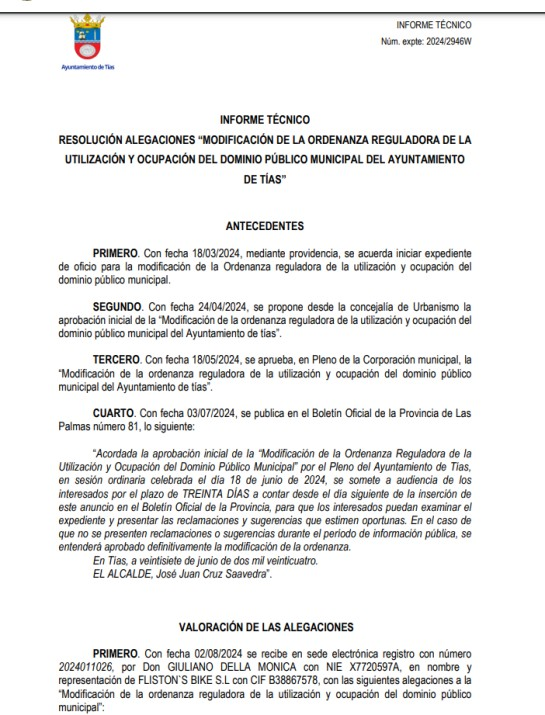 INFORME TÉCNICO
Núm. expte: 2024/2946W
Ayuntamiento de Tías
INFORME TÉCNICO
RESOLUCIÓN ALEGACIONES “MODIFICACIÓN DE LA ORDENANZA REGULADORA DE LA
UTILIZACIÓN Y OCUPACIÓN DEL DOMINIO PÚBLICO MUNICIPAL DEL AYUNTAMIENTO
DE TÍAS”
ANTECEDENTES
PRIMERO. Con fecha 18/03/2024, mediante providencia, se acuerda iniciar expediente
de oficio para la modificación de la Ordenanza reguladora de la utilización y ocupación del
dominio público municipal.
SEGUNDO. Con fecha 24/04/2024, se propone desde la concejalía de Urbanismo la
aprobación inicial de la “Modificación de la ordenanza reguladora de la utilización y ocupación del
dominio público municipal del Ayuntamiento de tías”.
TERCERO. Con fecha 18/05/2024, se aprueba, en Pleno de la Corporación municipal, la
“Modificación de la ordenanza reguladora de la utilización y ocupación del dominio público
municipal del Ayuntamiento de tías”.
CUARTO. Con fecha 03/07/2024, se publica en el Boletín Oficial de la Provincia de Las
Palmas número 81, lo siguiente:
“Acordada la aprobación inicial de la “Modificación de la Ordenanza Reguladora de la
Utilización y Ocupación del Dominio Público Municipal” por el Pleno del Ayuntamiento de Tías,
en sesión ordinaria celebrada el día 18 de junio de 2024, se somete a audiencia de los
interesados por el plazo de TREINTA DÍAS a contar desde el día siguiente de la inserción de
este anuncio en el Boletín Oficial de la Provincia, para que los interesados puedan examinar el
expediente y presentar las reclamaciones y sugerencias que estimen oportunas. En el caso de
que no se presenten reclamaciones o sugerencias durante el periodo de información pública, se
entenderá aprobado definitivamente la modificación de la ordenanza.
En Tías, a veintisiete de junio de dos mil veinticuatro.
EL ALCALDE, José Juan Cruz Saavedra”.
VALORACIÓN DE LAS ALEGACIONES
PRIMERO. Con fecha 02/08/2024 se recibe en sede electrónica registro con número
2024011026, por Don GIULIANO DELLA MONICA con NIE X7720597A, en nombre y
representación de FLISTON`S BIKE S.L con CIF B38867578, con las siguientes alegaciones a la
“Modificación de la ordenanza reguladora de la utilización y ocupación del dominio público
municipal”: